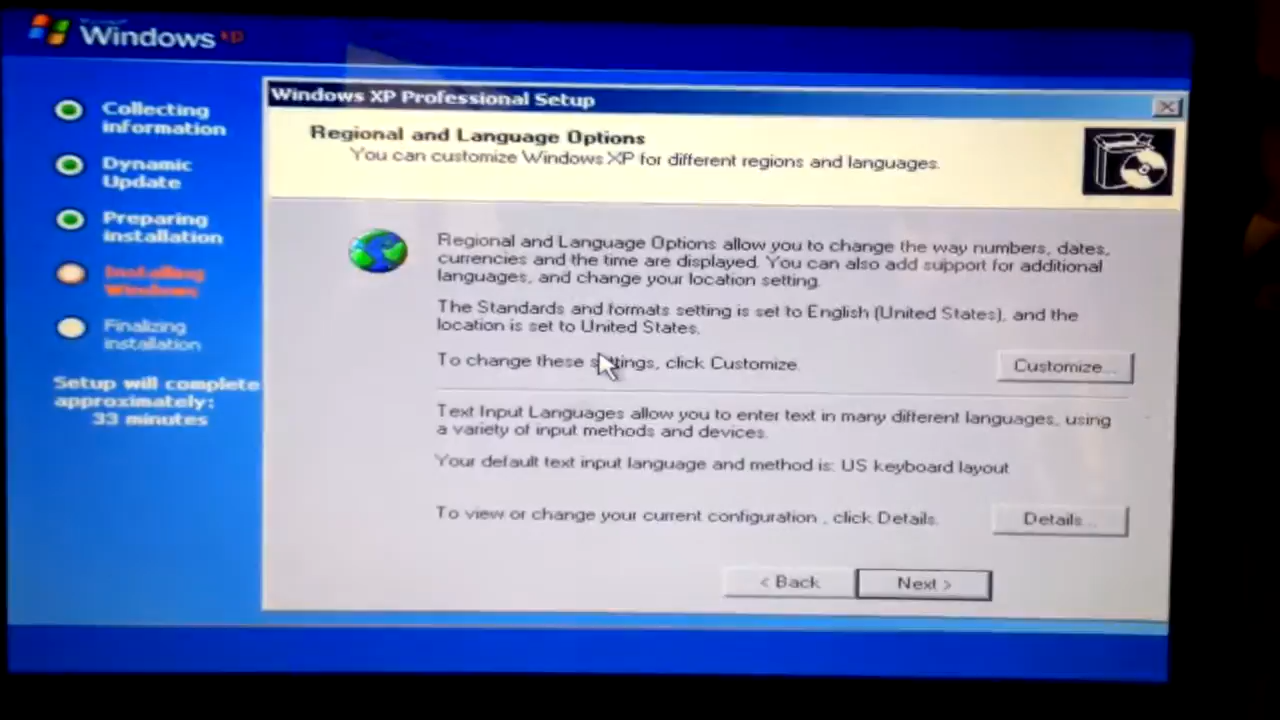 Microsoft
Windows xp
Collecting
information
Dynamic
Update
Preparing
installation
Installing
Windows
Finalizing
installation
Setup will complete
approximately:
33 minutes
Windows XP Professional Setup
Regional and Language Options
You can customize Windows XP for different regions and languages.
Regional and Language Options allow you to change the way numbers, dates,
currencies and the time are displayed. You can also add support for additional
languages, and change your location setting.
The Standards and formats setting is set to English (United States), and the
location is set to United States.
To change these settings, click Customize.
Customize...
Text Input Languages allow you to enter text in many different languages, using
a variety of input methods and devices.
Your default text input language and method is: US keyboard layout
To view or change your current configuration , click Details.
Details...
< Back
Next >